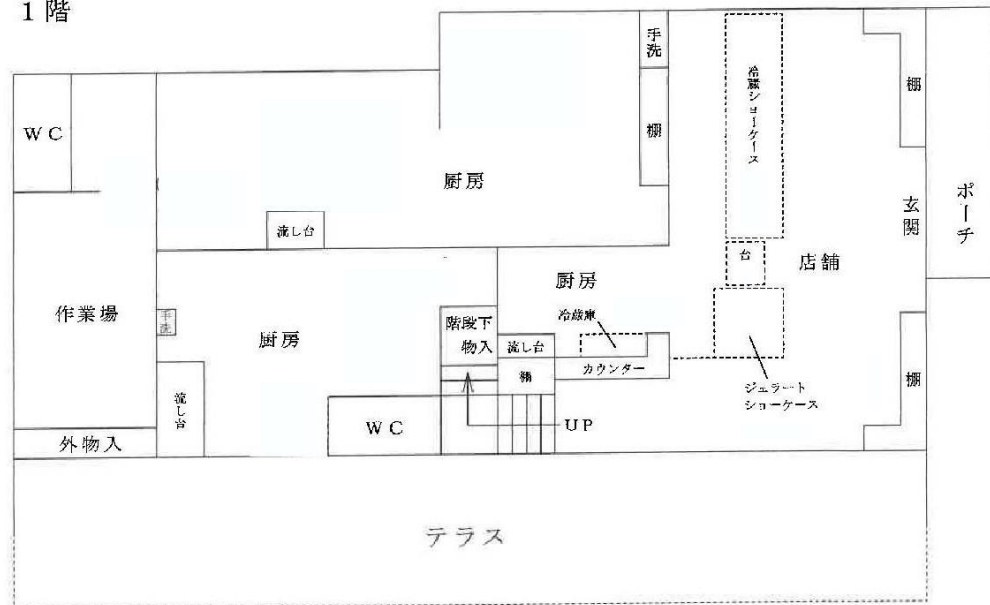 1階
手洗
冷蔵ショーケース
棚
WC
棚
厨房
玄関
ポーチ
流し台
台
店舗
厨房
作業場
手洗
厨房
階段下
物入
冷蔵庫
流し台
カウンター
棚
棚
流し台
ジェラート
ショーケース
WC
UP
外物入
テラス